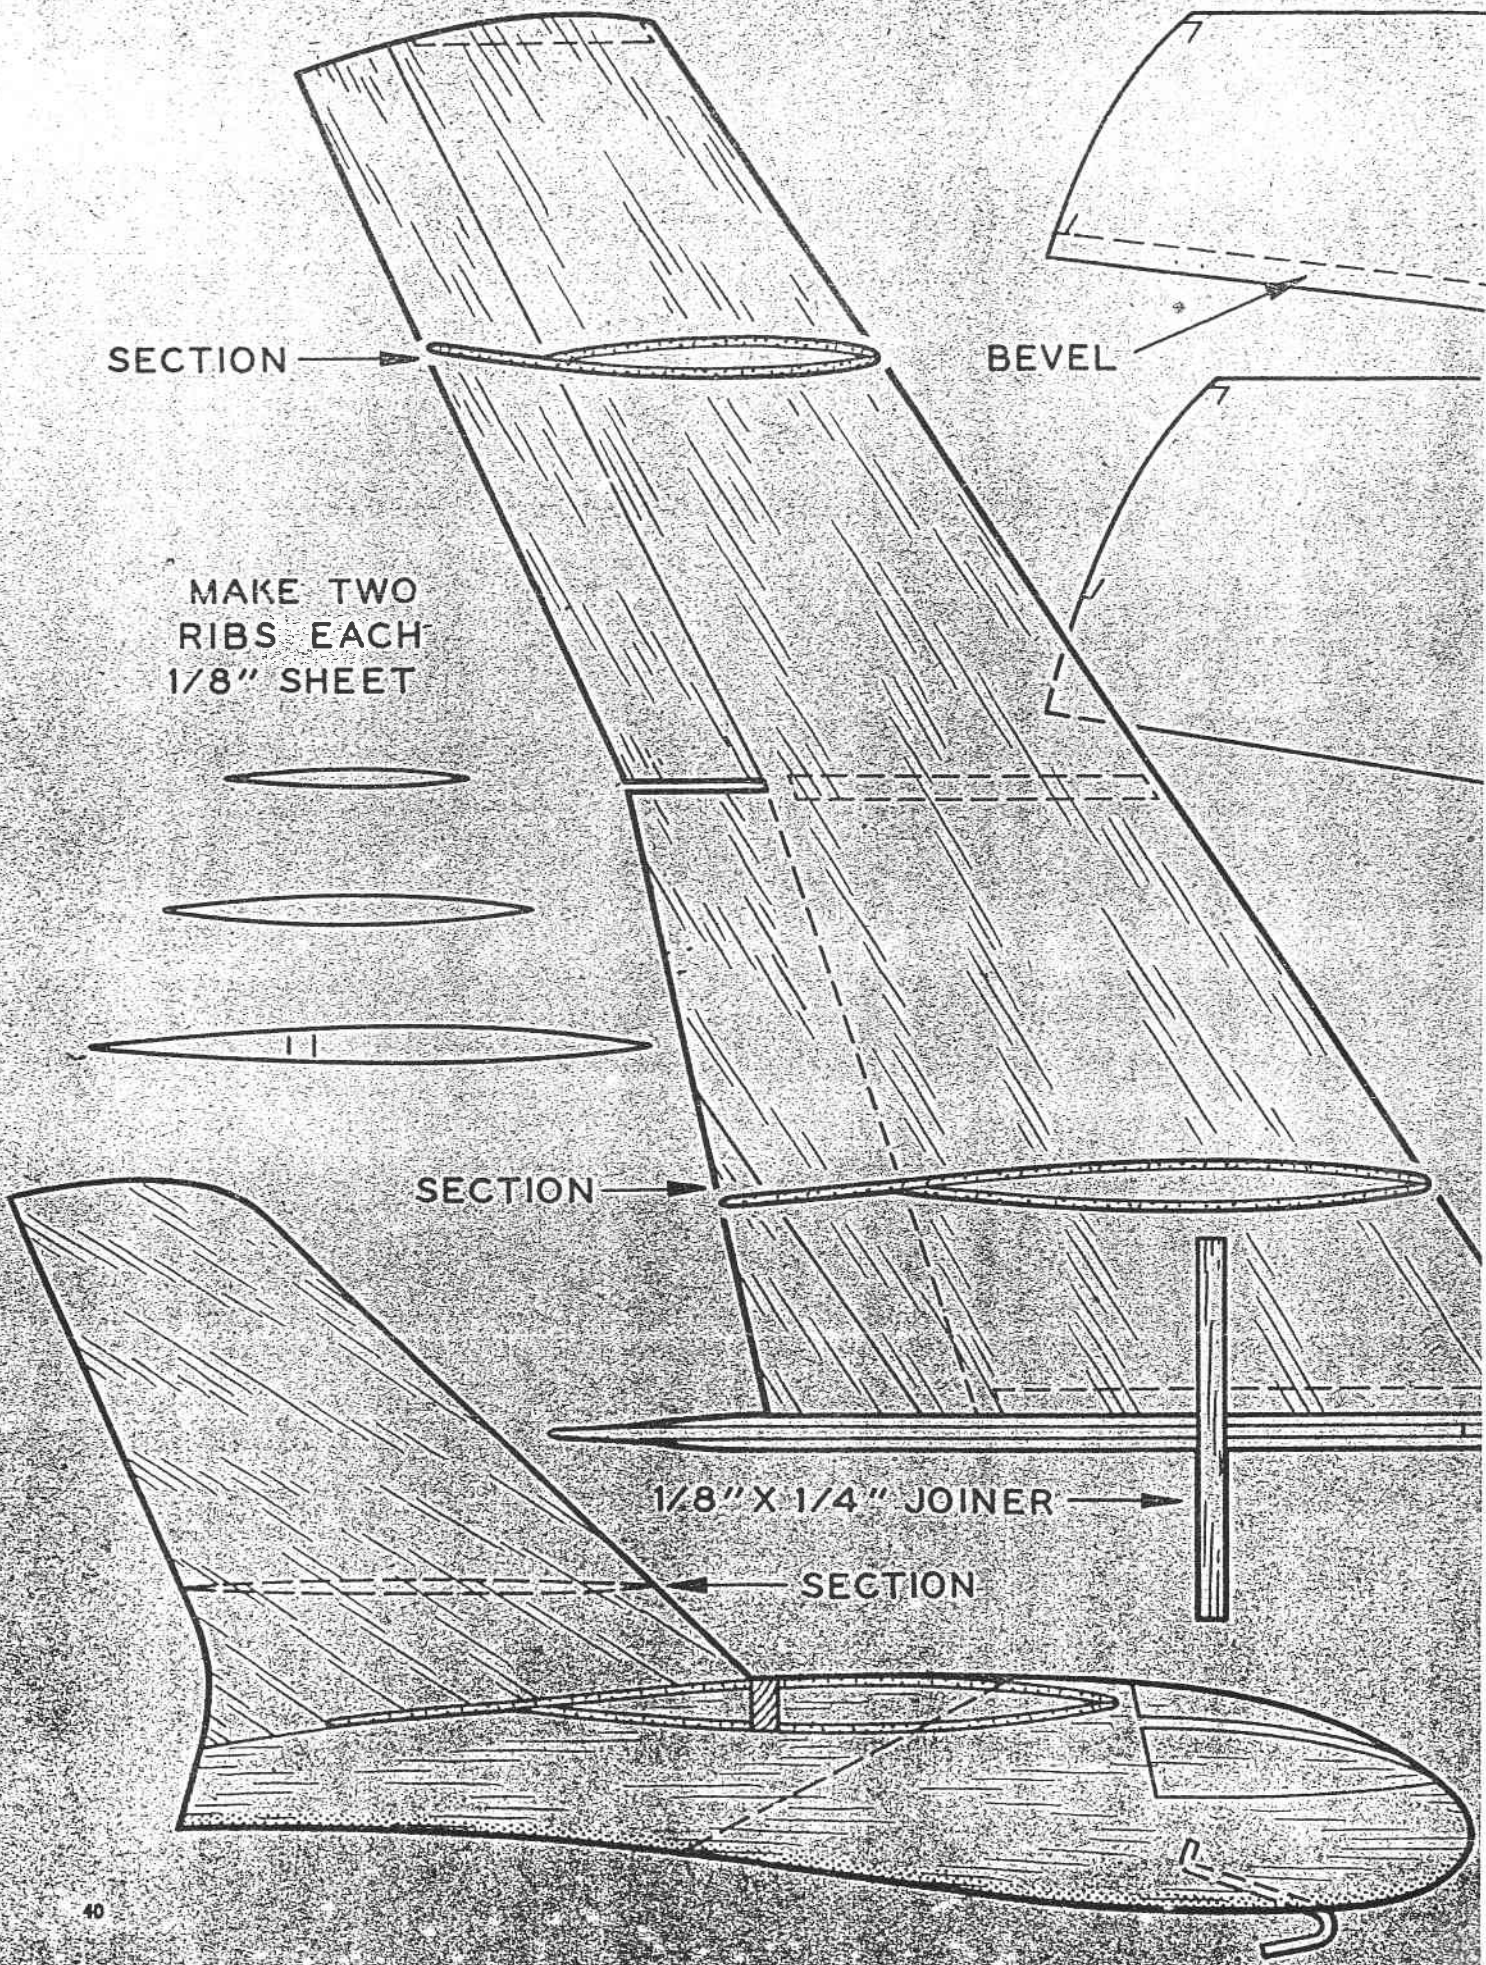 SECTION
BEVEL
MAKE TWO
RIBS EACH
1/8" SHEET
SECTION
1/8" X 1/4" JOINER
SECTION
40